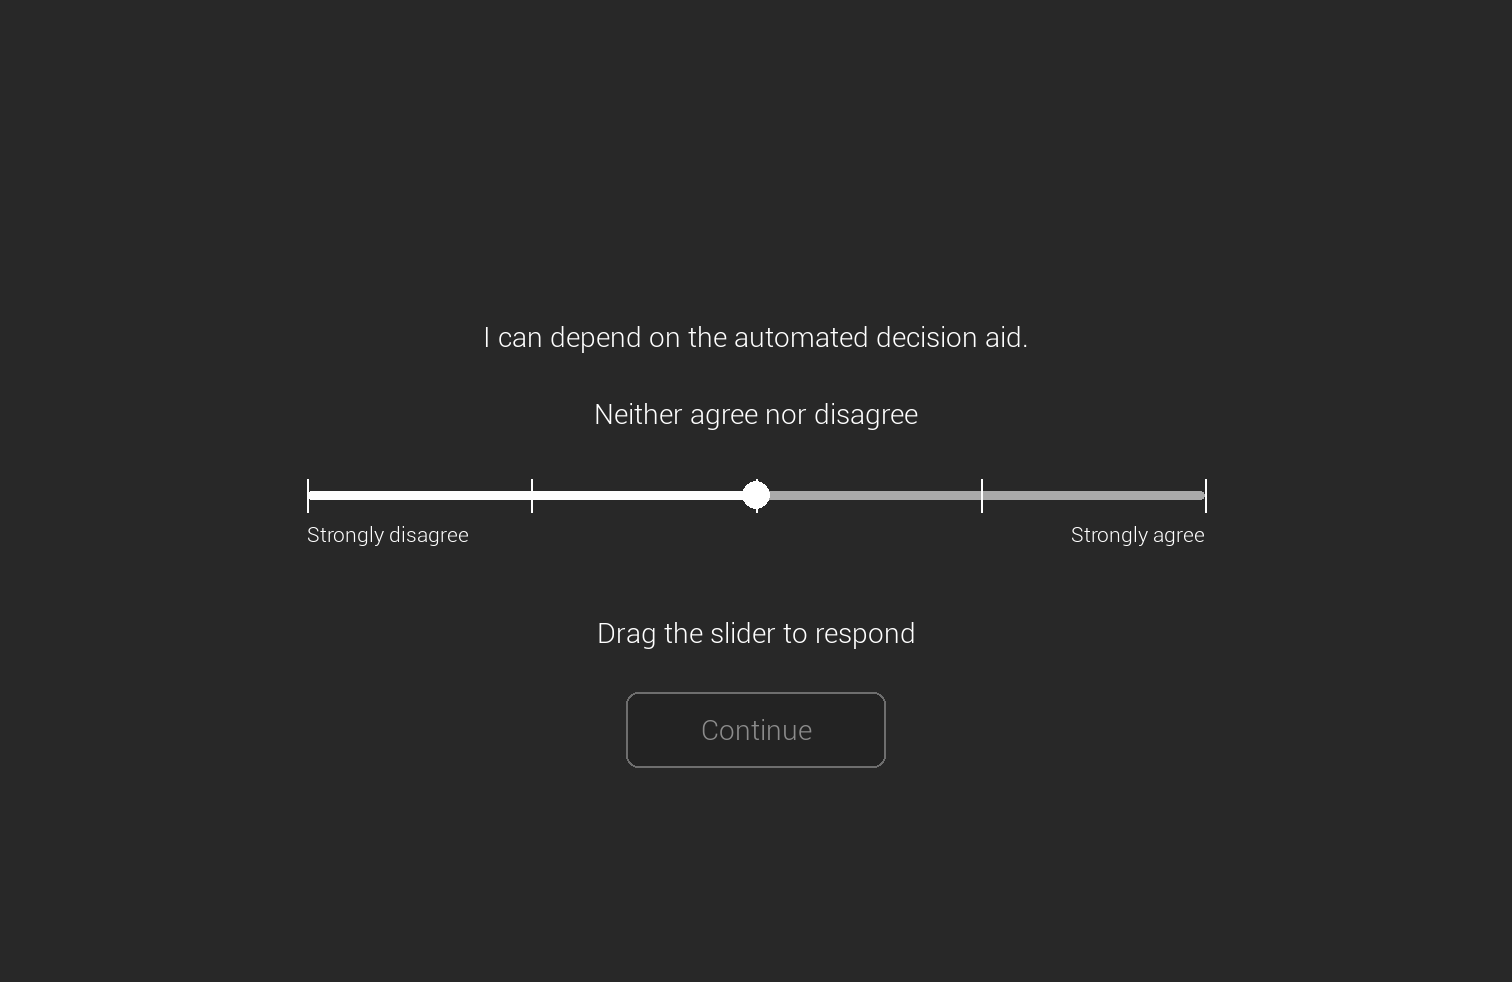 I can depend on the automated decision aid.
Neither agree nor disagree
Strongly disagree
Strongly agree
Drag the slider to respond
Continue